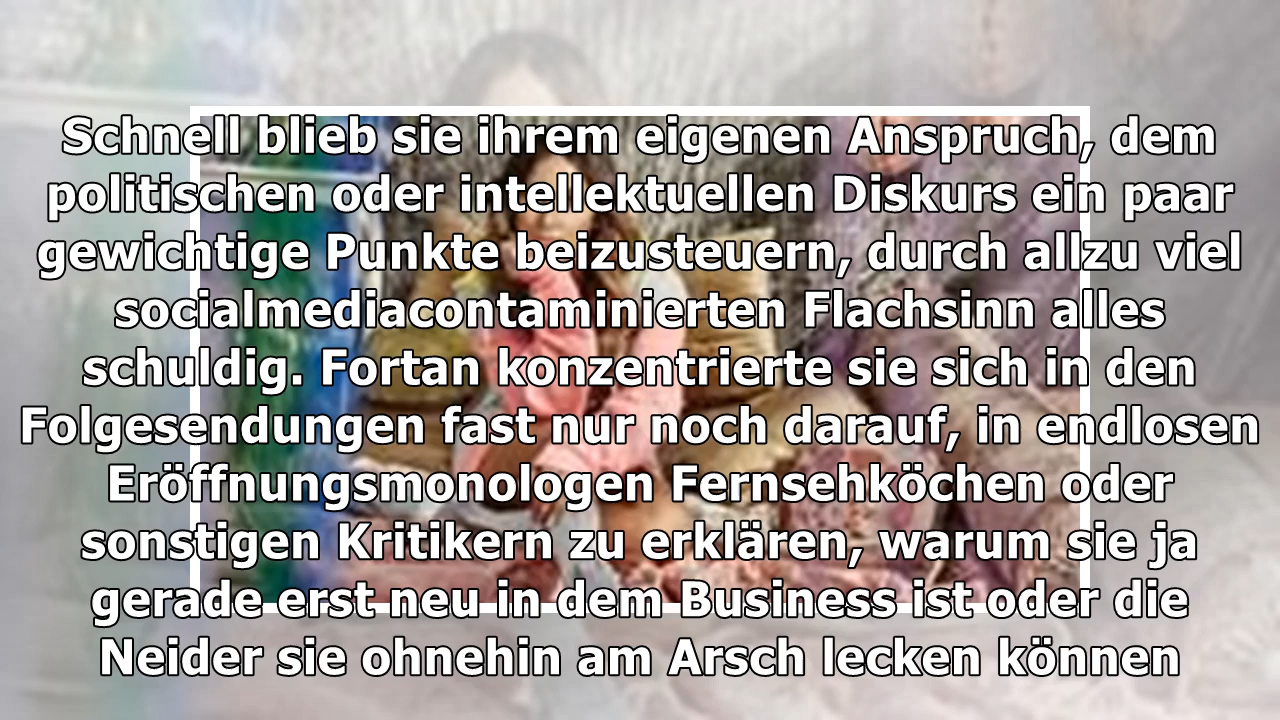 Schnell blieb sie ihrem eigenen Anspruch, dem
politischen oder intellektuellen Diskurs ein paar
gewichtige Punkte beizusteuern, durch allzu viel
socialmediacontaminierten Flachsinn alles
schuldig. Fortan konzentrierte sie sich in den
Folgesendungen fast nur noch darauf, in endlosen
Eröffnungsmonologen Fernsehköchen oder
sonstigen Kritikern zu erklären, warum sie ja
gerade erst neu in dem Business ist oder die
Neider sie ohnehin am Arsch lecken können